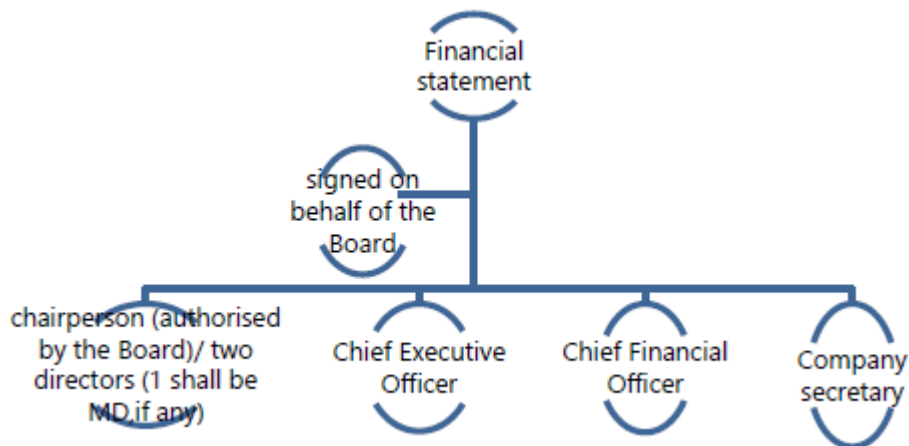 Financial
statement
signed on
behalf of the
Board
chairperson (authorised
by the Board)/ two
directors (1 shall be
MD,if any)
Chief Executive
Officer
Chief Financial
Officer
Company
secretary